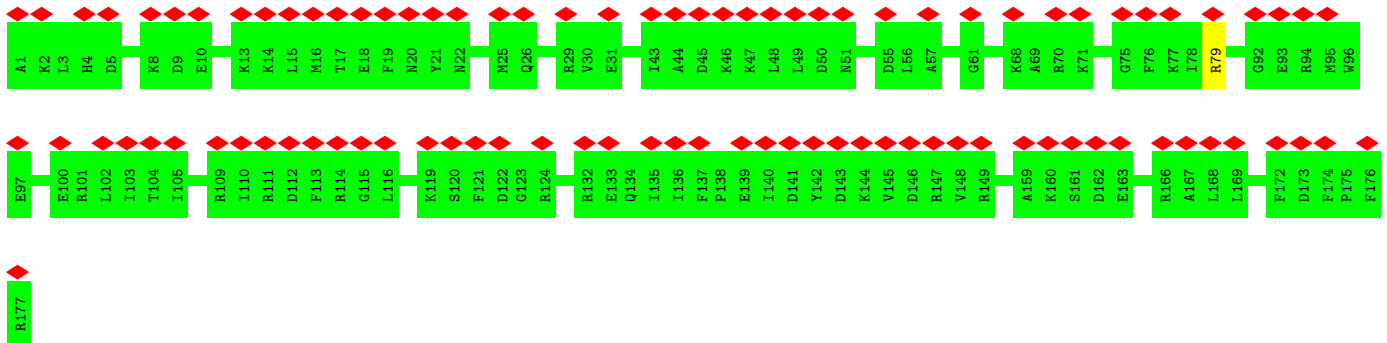 A1 K2 L3 H4 D5 K8 D9 E10 K13 K14 L15 M16 T17 E18 F19 N20 Y21 N22 M25 Q26 R29 V30 E31 I43 A44 D45 K46 K47 L48 L49 D50 N51 D55 L56 A57 G61 K68 A69 R70 K71 G75 F76 K77 I78 R79 G92 E93 R94 M95 W96
E97 E100 R101 L102 I103 T104 I105 R109 I110 R111 D112 F113 R114 G115 L116 K119 S120 F121 D122 G123 R124 R132 E133 Q134 I135 I136 F137 P138 E139 I140 D141 Y142 D143 K144 V145 D146 R147 V148 R149 A159 K160 S161 D162 E163 R166 A167 L168 L169 F172 D173 F174 P175 F176
R177